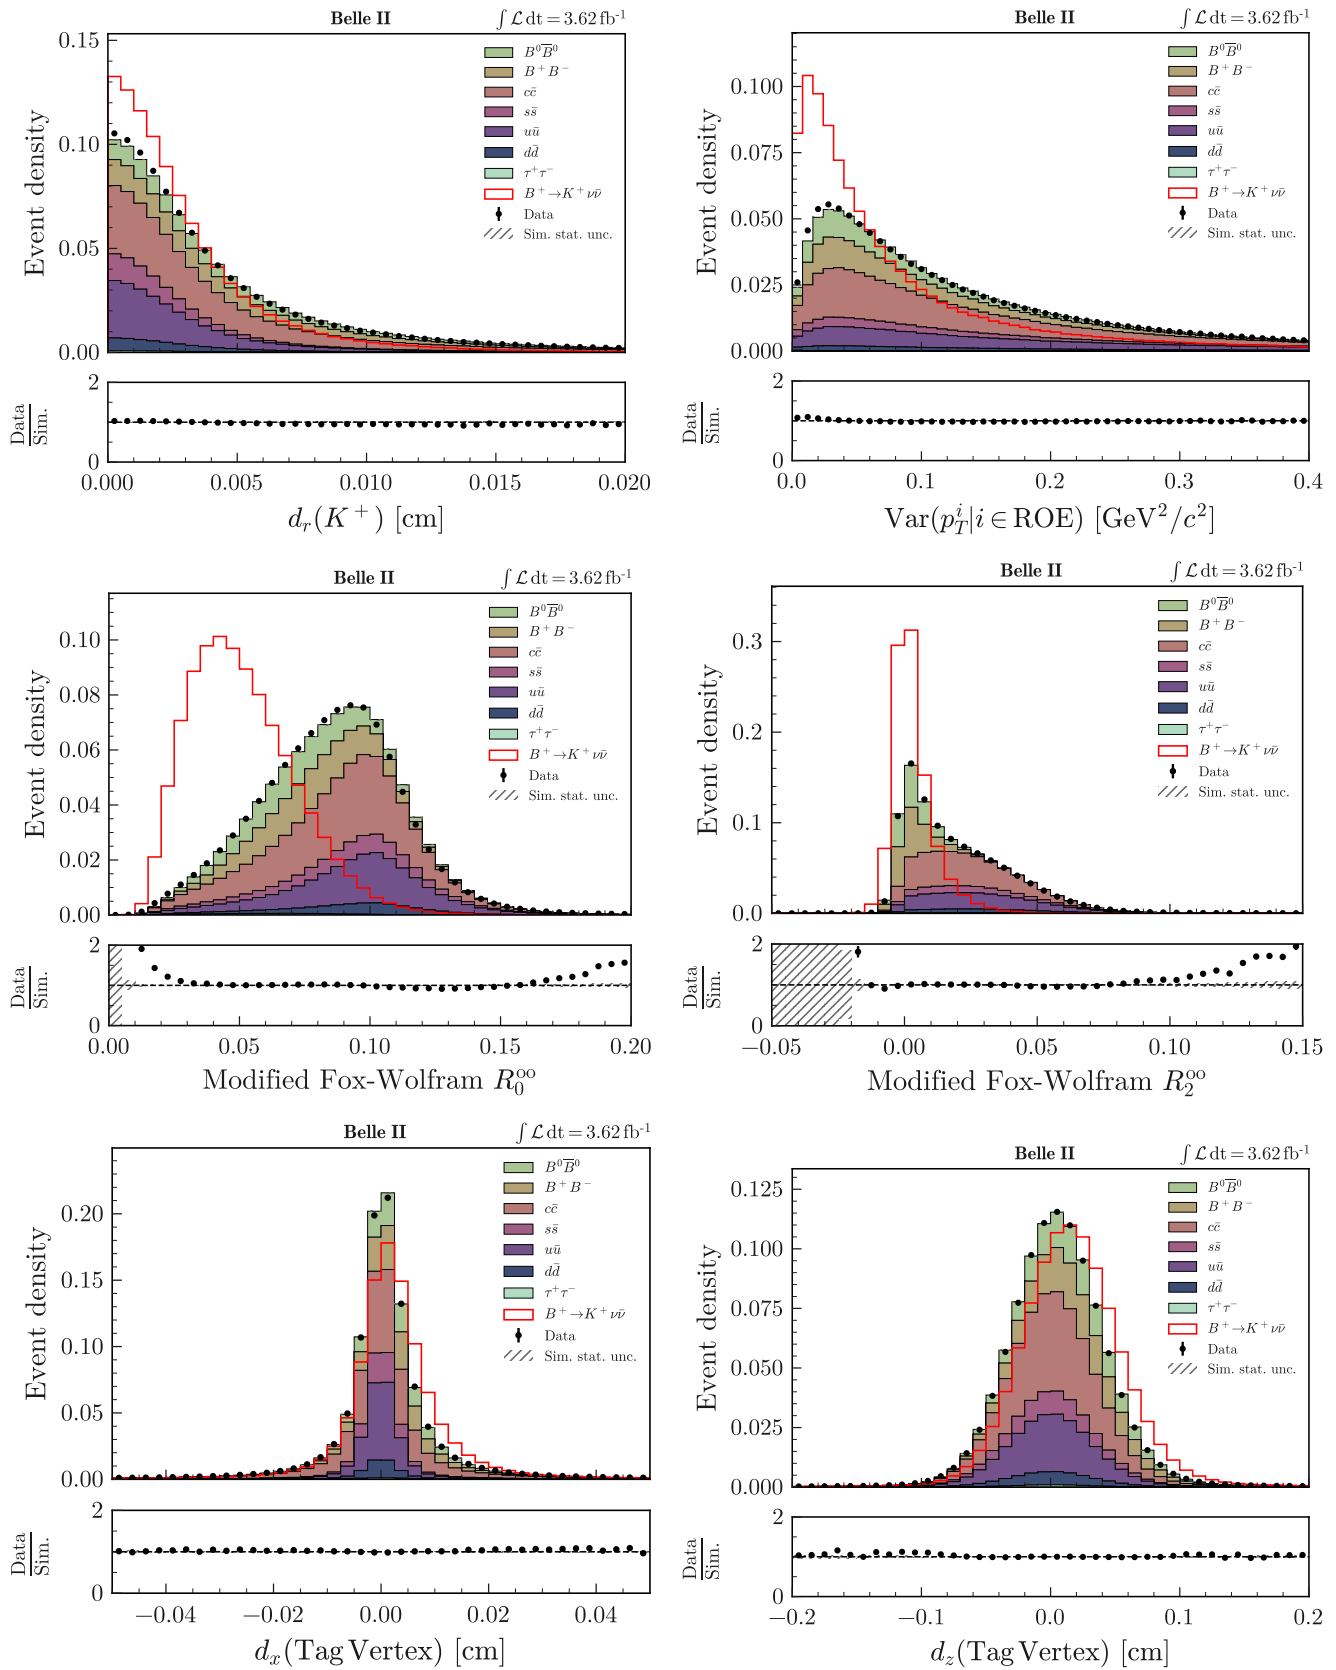 Belle II ∫ℒdt = 3.62 fb⁻¹
0.15
0.10
0.05
0.00
Event density
B⁰B̅⁰
B⁺B⁻
cc̄
ss̄
uū
dd̄
τ⁺τ⁻
B⁺→K⁺νν̄
Data
Sim. stat. unc.
2
1
0
Data
Sim.
0.000 0.005 0.010 0.015 0.020
d_r(K⁺) [cm]
Belle II ∫ℒdt = 3.62 fb⁻¹
0.100
0.075
0.050
0.025
0.000
Event density
B⁰B̅⁰
B⁺B⁻
cc̄
ss̄
uū
dd̄
τ⁺τ⁻
B⁺→K⁺νν̄
Data
Sim. stat. unc.
2
1
0
Data
Sim.
0.0 0.1 0.2 0.3 0.4
Var(p_T^i|i∈ROE) [GeV²/c²]
Belle II ∫ℒdt = 3.62 fb⁻¹
0.10
0.08
0.06
0.04
0.02
0.00
Event density
B⁰B̅⁰
B⁺B⁻
cc̄
ss̄
uū
dd̄
τ⁺τ⁻
B⁺→K⁺νν̄
Data
Sim. stat. unc.
2
1
0
Data
Sim.
0.00 0.05 0.10 0.15 0.20
Modified Fox-Wolfram R_0^oo
Belle II ∫ℒdt = 3.62 fb⁻¹
0.3
0.2
0.1
0.0
Event density
B⁰B̅⁰
B⁺B⁻
cc̄
ss̄
uū
dd̄
τ⁺τ⁻
B⁺→K⁺νν̄
Data
Sim. stat. unc.
2
1
0
Data
Sim.
−0.05 0.00 0.05 0.10 0.15
Modified Fox-Wolfram R_2^oo
Belle II ∫ℒdt = 3.62 fb⁻¹
0.20
0.15
0.10
0.05
0.00
Event density
B⁰B̅⁰
B⁺B⁻
cc̄
ss̄
uū
dd̄
τ⁺τ⁻
B⁺→K⁺νν̄
Data
Sim. stat. unc.
2
1
0
Data
Sim.
−0.04 −0.02 0.00 0.02 0.04
d_x(Tag Vertex) [cm]
Belle II ∫ℒdt = 3.62 fb⁻¹
0.125
0.100
0.075
0.050
0.025
0.000
Event density
B⁰B̅⁰
B⁺B⁻
cc̄
ss̄
uū
dd̄
τ⁺τ⁻
B⁺→K⁺νν̄
Data
Sim. stat. unc.
2
1
0
Data
Sim.
−0.2 −0.1 0.0 0.1 0.2
d_z(Tag Vertex) [cm]